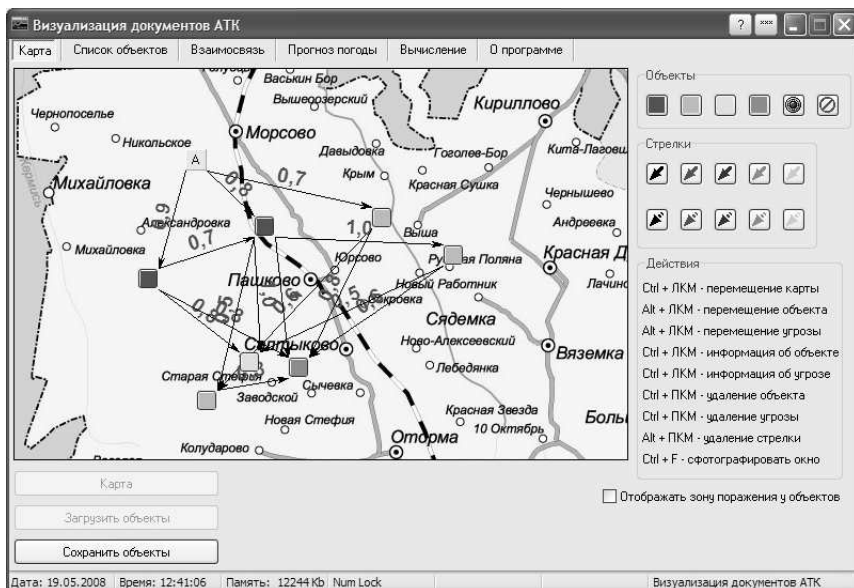 Визуализация документов АТК
Карта Список объектов Взаимосвязь Прогноз погоды Вычисление О программе
Объекты
Стрелки
Действия
Ctrl + ЛКМ - перемещение карты
Alt + ЛКМ - перемещение объекта
Alt + ЛКМ - перемещение угрозы
Ctrl + ЛКМ - информация об объекте
Ctrl + ЛКМ - информация об угрозе
Ctrl + ПКМ - удаление объекта
Ctrl + ПКМ - удаление угрозы
Alt + ПКМ - удаление стрелки
Ctrl + F - сфотографировать окно
Васькин Бор
Вышеозерский
Кириллово
Чернопоселье
Никольское
Морсово
Давыдовка
Гоголев-Бор
Кита-Лаговщ
A
Крым
Красная Сушка
Михайловка
0,8
0,7
Чернышево
0,9
Александровка
1,0
Выша
Андреевка
0,7
Михайловка
Юрсово
Поляна
Красная Д
Пашково
Новый Работник
Лачино
Сядемка
Салтыково
Ново-Алексеевский
Вяземка
Старая Стефия
Лебедянка
Заводской
Сычевка
Новая Стефия
Красная Звезда
10 Октябрь
Боль
Колударово
Оторма
Карта
Загрузить объекты
Сохранить объекты
Отображать зону поражения у объектов
Дата: 19.05.2008 Время: 12:41:06 Память: 12244 Kb Num Lock Визуализация документов АТК